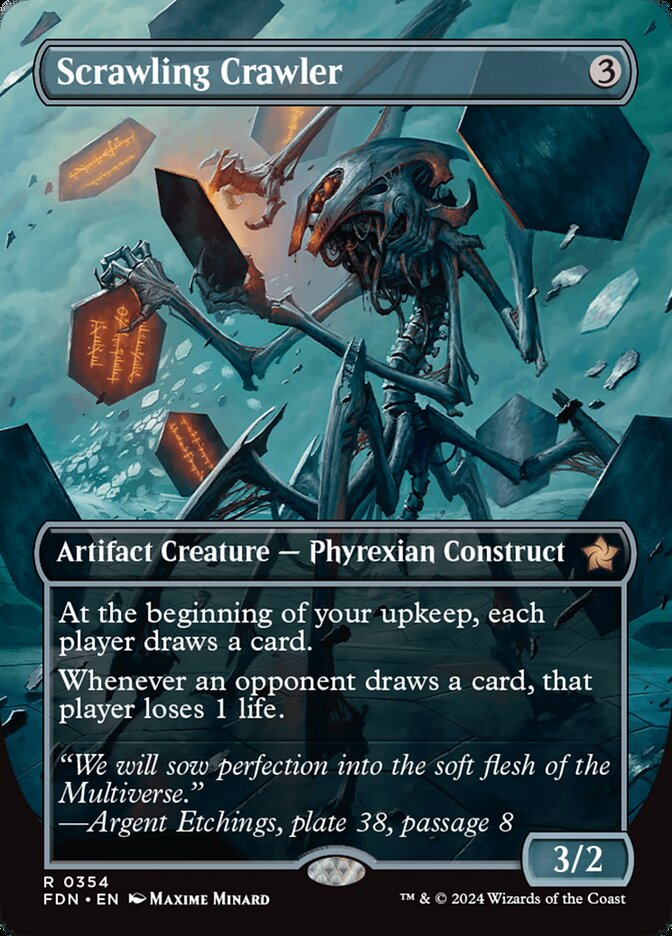 Scrawling Crawler 3
Artifact Creature — Phyrexian Construct
At the beginning of your upkeep, each
player draws a card.
Whenever an opponent draws a card, that
player loses 1 life.
“We will sow perfection into the soft flesh of the
Multiverse.”
—Argent Etchings, plate 38, passage 8
3/2
R 0354
FDN • EN Maxime Minard
™ & © 2024 Wizards of the Coast